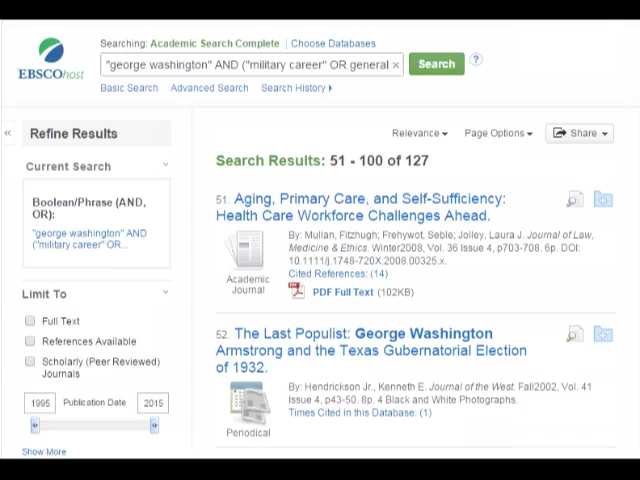 Searching: Academic Search Complete | Choose Databases
"george washington" AND ("military career" OR general × Search ?
EBSCOhost
Basic Search Advanced Search Search History
« Refine Results
Relevance Page Options Share
Search Results: 51 - 100 of 127
Current Search
Boolean/Phrase (AND, OR):
"george washington" AND
("military career" OR...
Limit To
Full Text
References Available
Scholarly (Peer Reviewed)
Journals
1995 Publication Date 2015
Show More
51. Aging, Primary Care, and Self-Sufficiency:
Health Care Workforce Challenges Ahead.
By: Mullan, Fitzhugh; Frehywot, Seble; Jolley, Laura J. Journal of Law,
Medicine & Ethics. Winter2008, Vol. 36 Issue 4, p703-708. 6p. DOI:
10.1111/j.1748-720X.2008.00325.x.
Cited References: (14)
Academic
Journal
PDF Full Text (102KB)
52. The Last Populist: George Washington
Armstrong and the Texas Gubernatorial Election
of 1932.
By: Hendrickson Jr., Kenneth E. Journal of the West. Fall2002, Vol. 41
Issue 4, p43-50. 8p. 4 Black and White Photographs.
Times Cited in this Database: (1)
Periodical